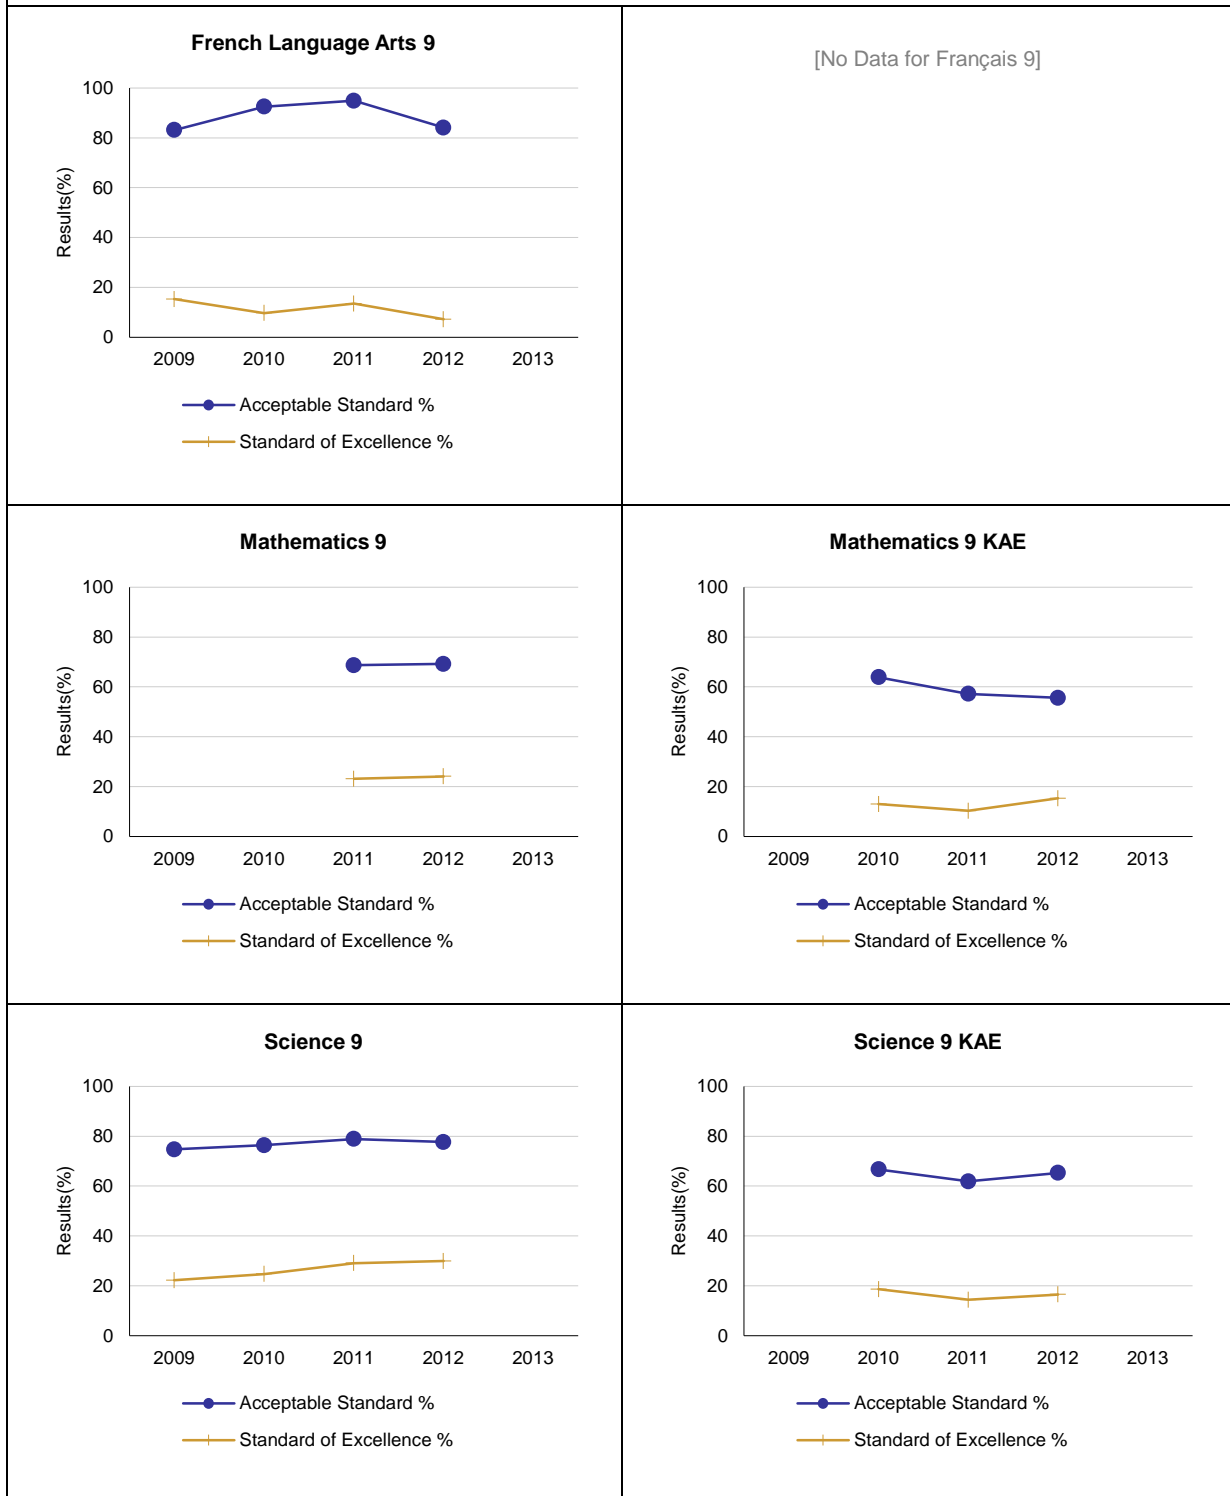 French Language Arts 9
100
80
60
40
20
0
Results(%)
2009 2010 2011 2012 2013
Acceptable Standard %
Standard of Excellence %
[No Data for Français 9]
Mathematics 9
100
80
60
40
20
0
Results(%)
2009 2010 2011 2012 2013
Acceptable Standard %
Standard of Excellence %
Mathematics 9 KAE
100
80
60
40
20
0
Results(%)
2009 2010 2011 2012 2013
Acceptable Standard %
Standard of Excellence %
Science 9
100
80
60
40
20
0
Results(%)
2009 2010 2011 2012 2013
Acceptable Standard %
Standard of Excellence %
Science 9 KAE
100
80
60
40
20
0
Results(%)
2009 2010 2011 2012 2013
Acceptable Standard %
Standard of Excellence %